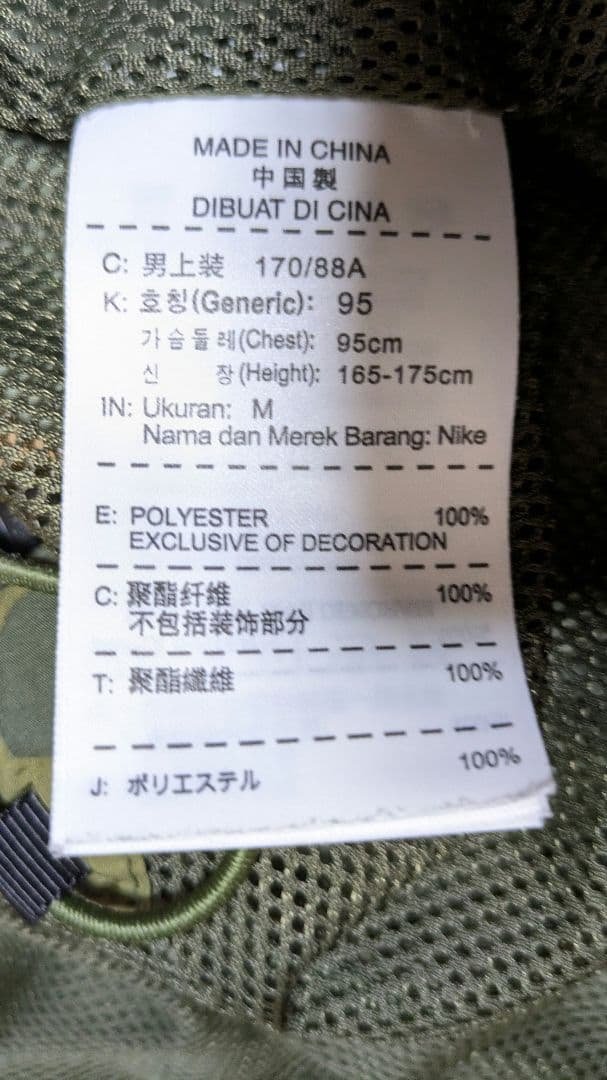 MADE IN CHINA
中国製
DIBUAT DI CINA
C: 男上装 170/88A
K: 호칭(Generic): 95
가슴둘레(Chest): 95cm
신 장(Height): 165-175cm
IN: Ukuran: M
Nama dan Merek Barang: Nike
E: POLYESTER 100%
EXCLUSIVE OF DECORATION
C: 聚酯纤维 100%
不包括装饰部分
T: 聚酯纖維 100%
J: ポリエステル 100%